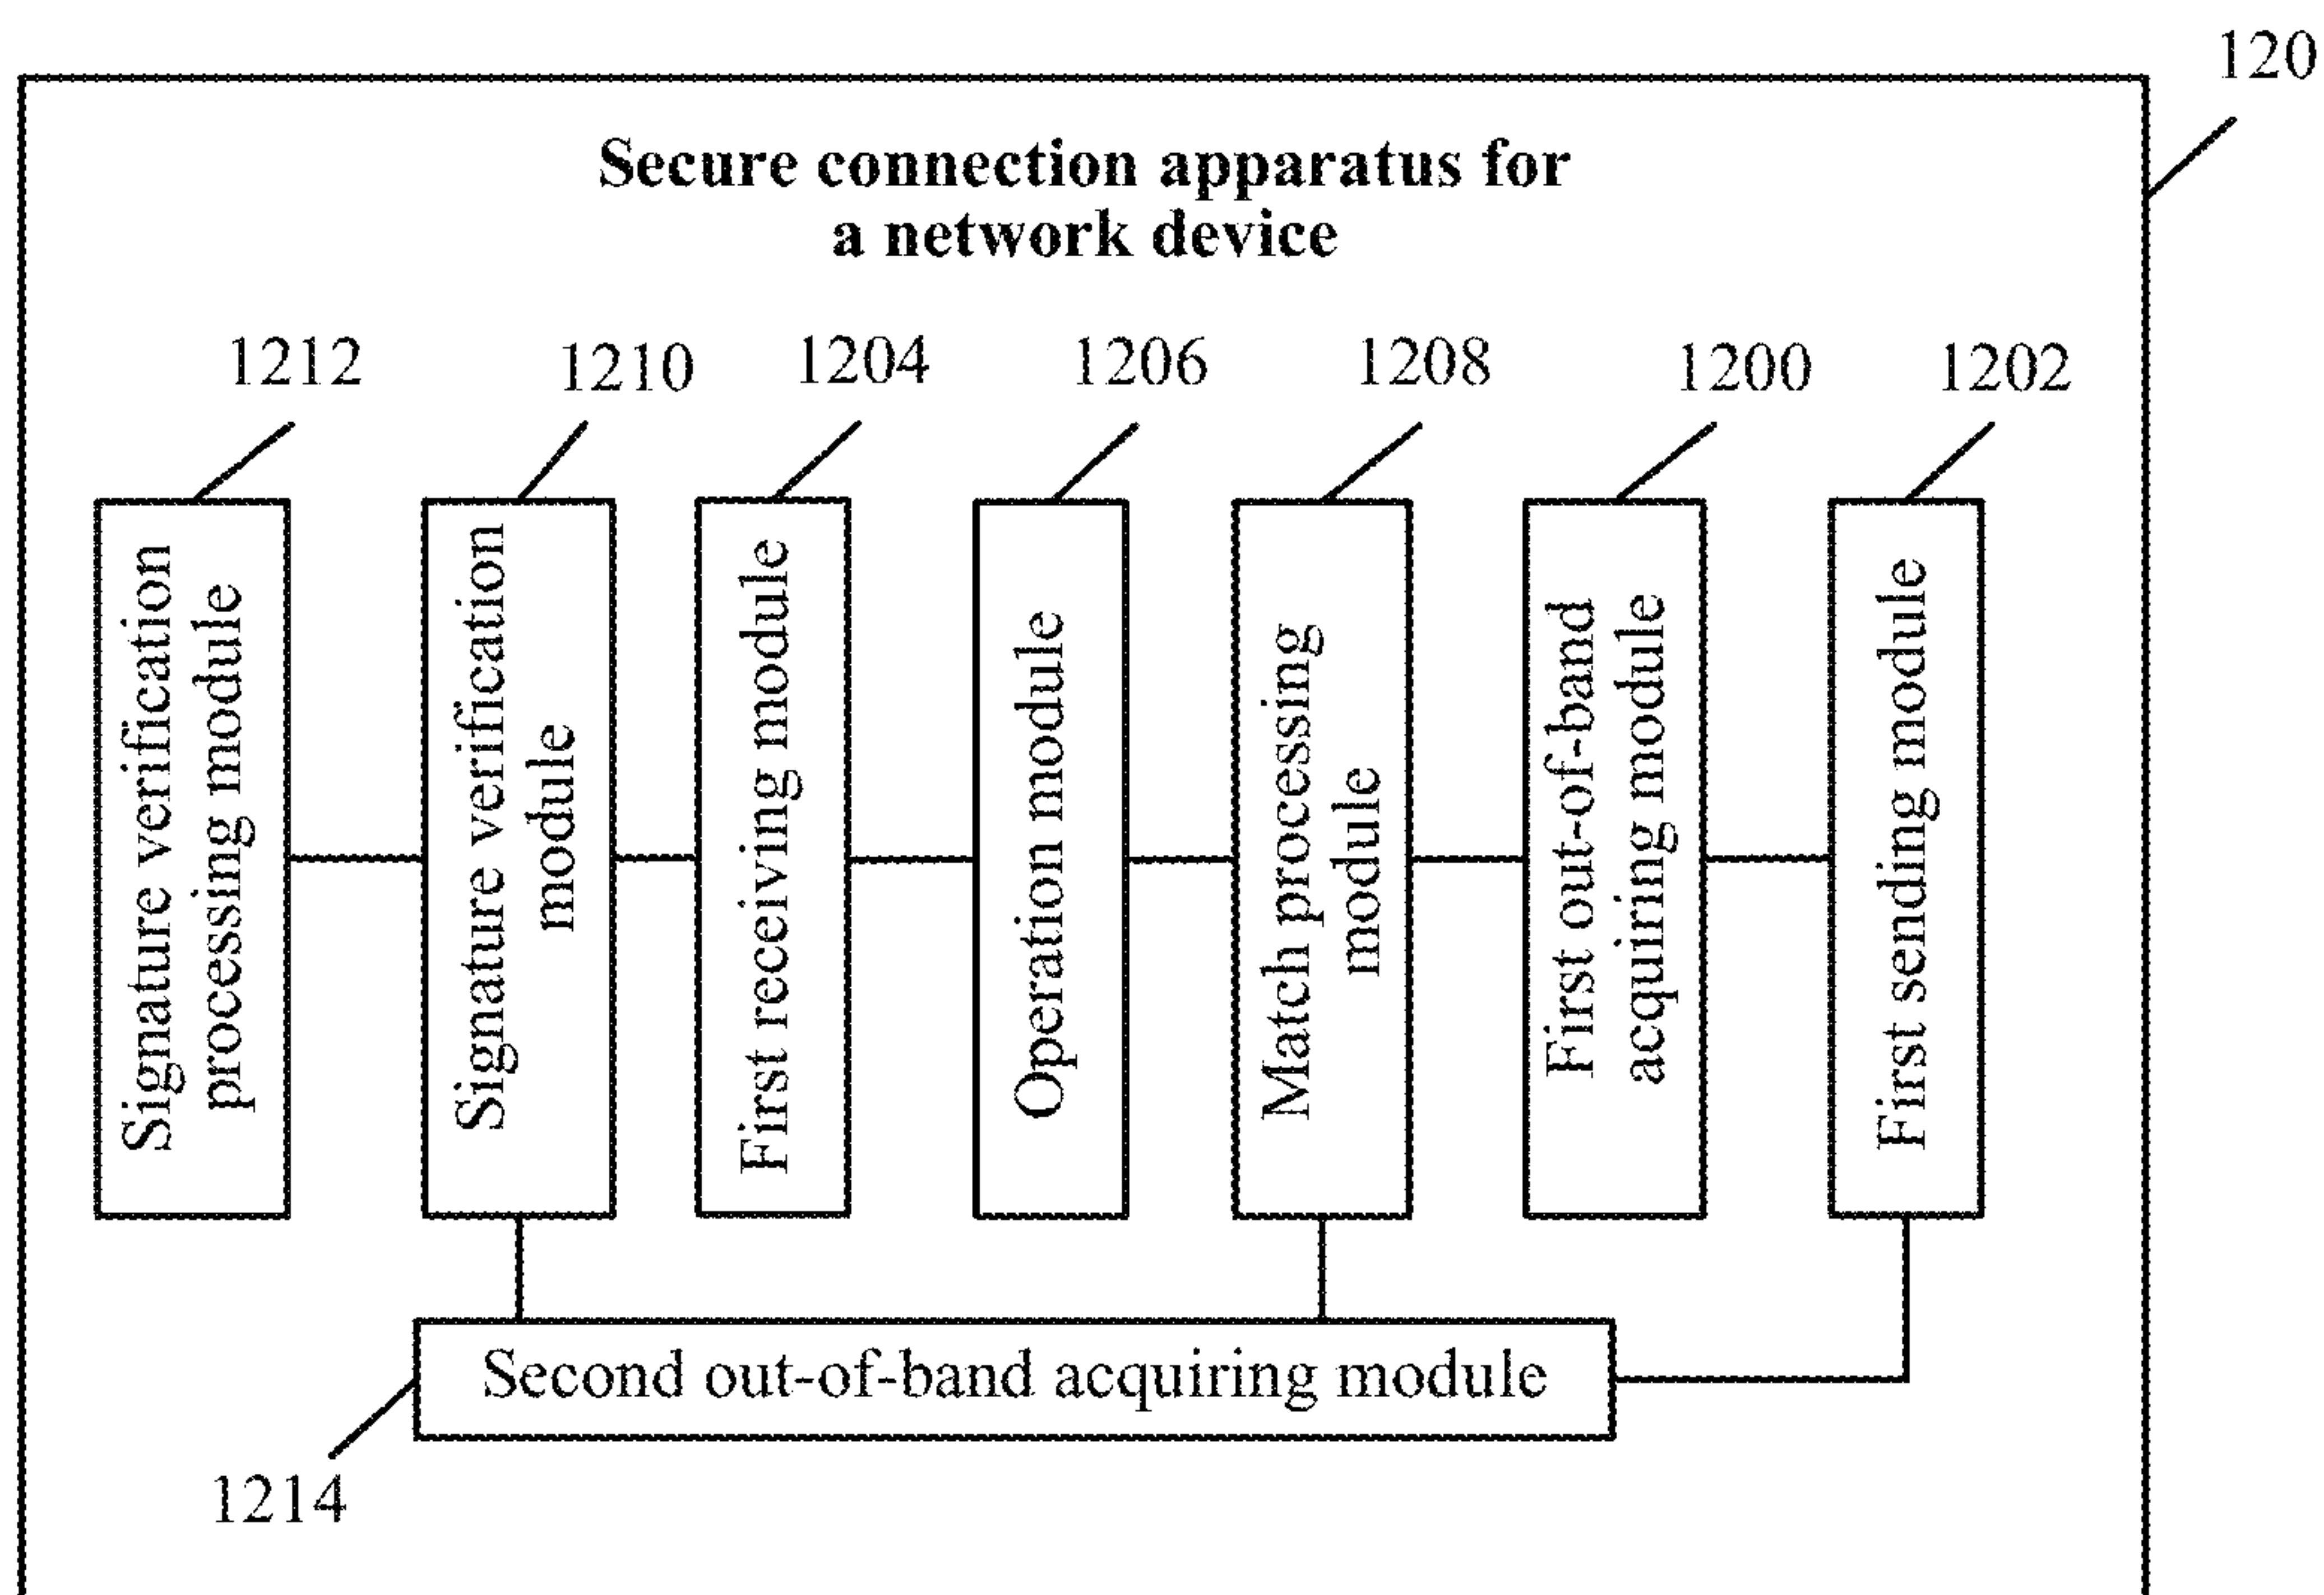 120
Secure connection apparatus for
a network device
1212
1210
1204
1206
1208
1200
1202
Signature verification
processing module
Signature verification
module
First receiving module
Operation module
Match processing
module
First out-of-band
acquiring module
First sending module
Second out-of-band acquiring module
1214